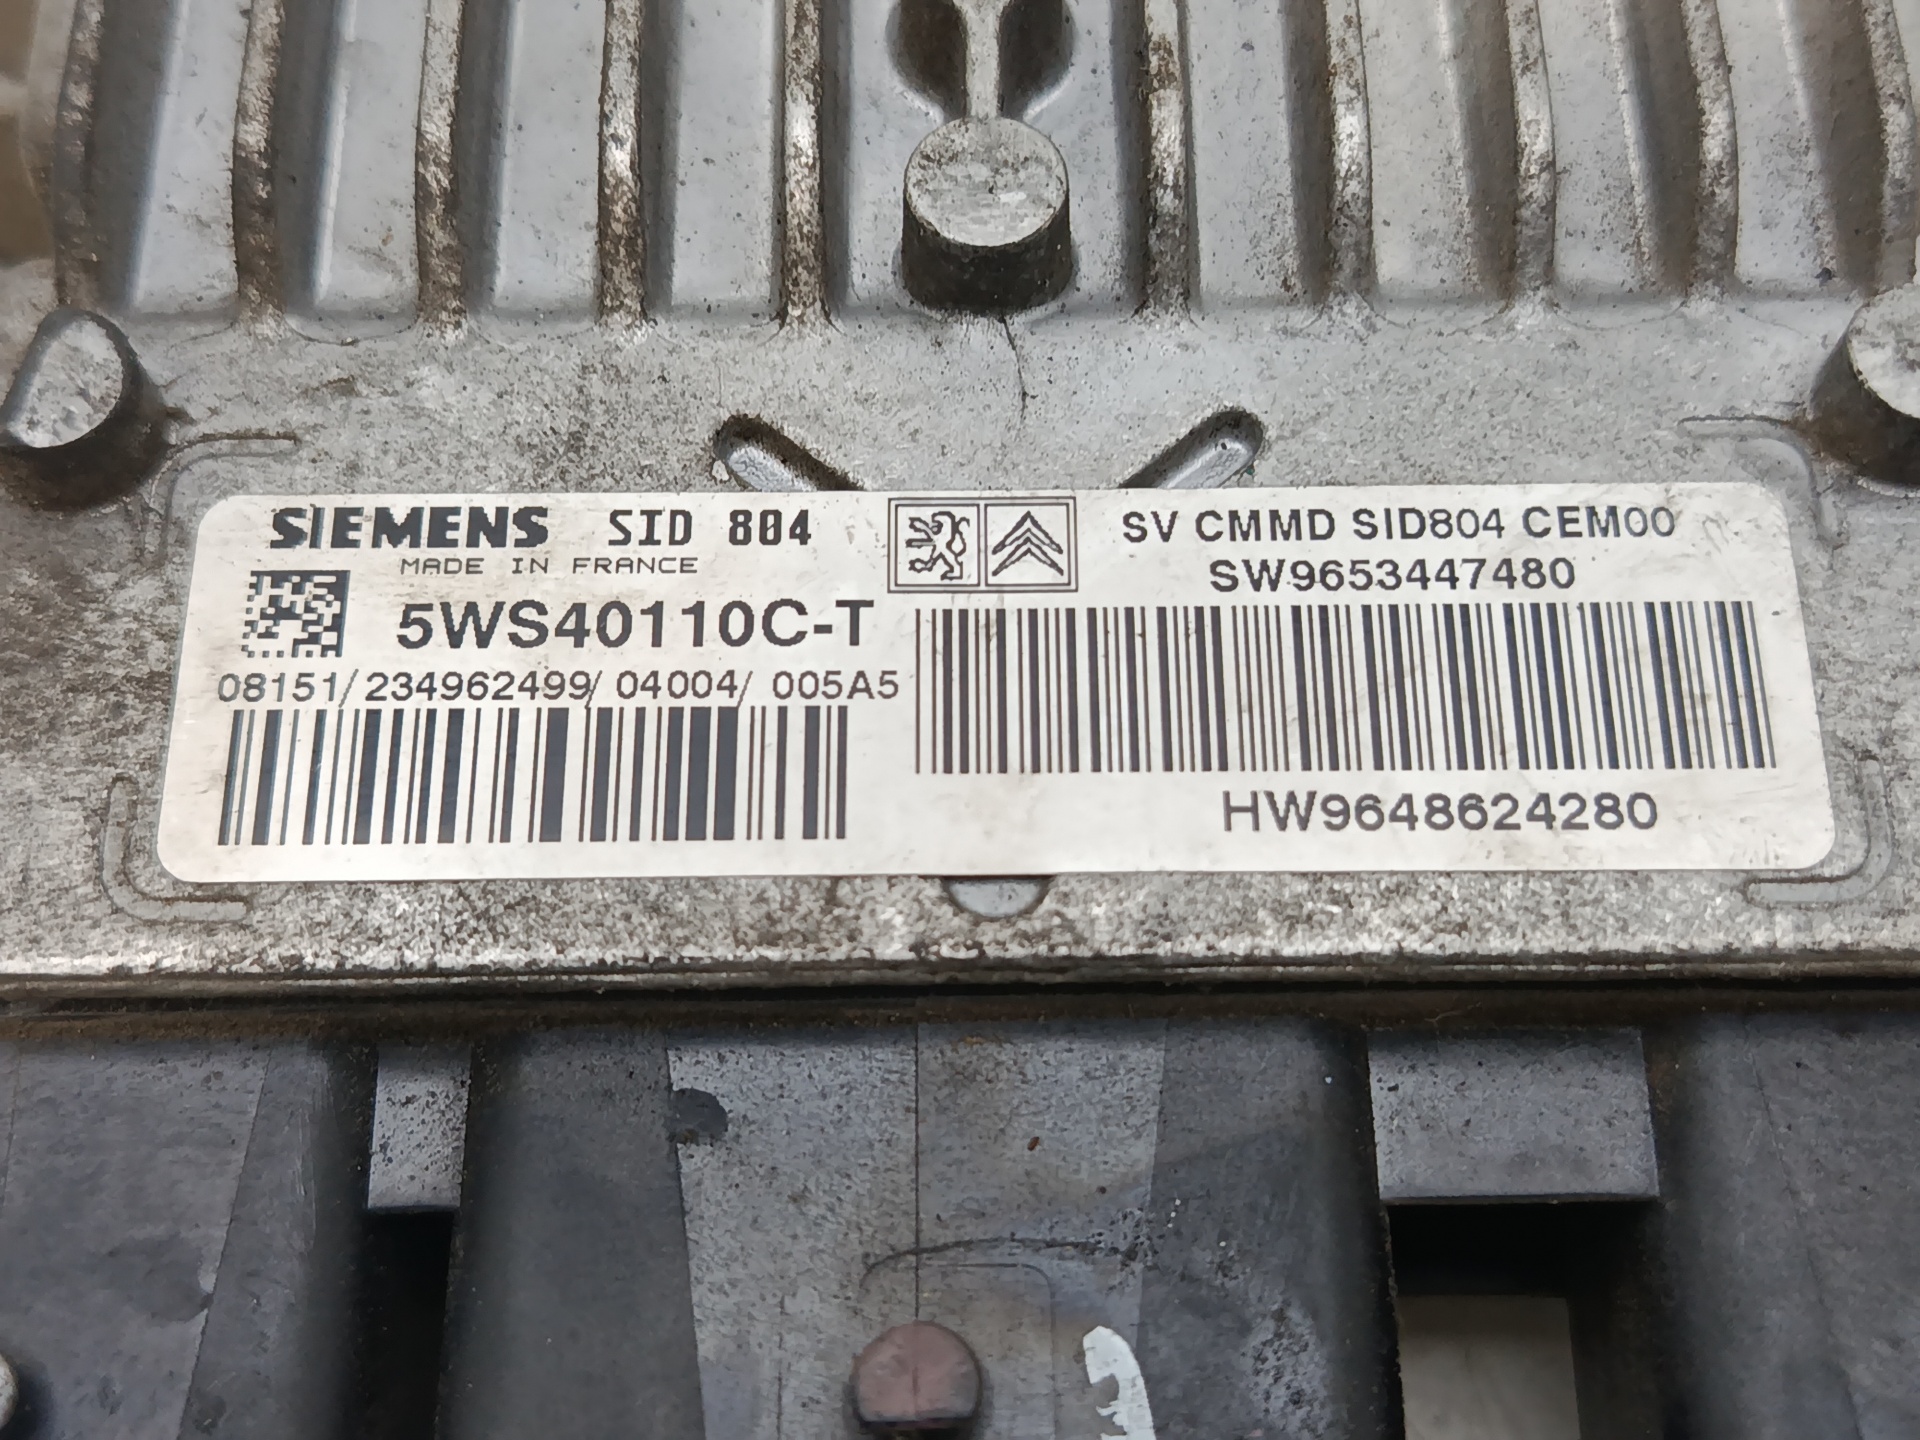 SIEMENS SID 804
MADE IN FRANCE
5WS40110C-T
08151/234962499/04004/005A5
SV CMMD SID804 CEM00
SW9653447480
HW9648624280